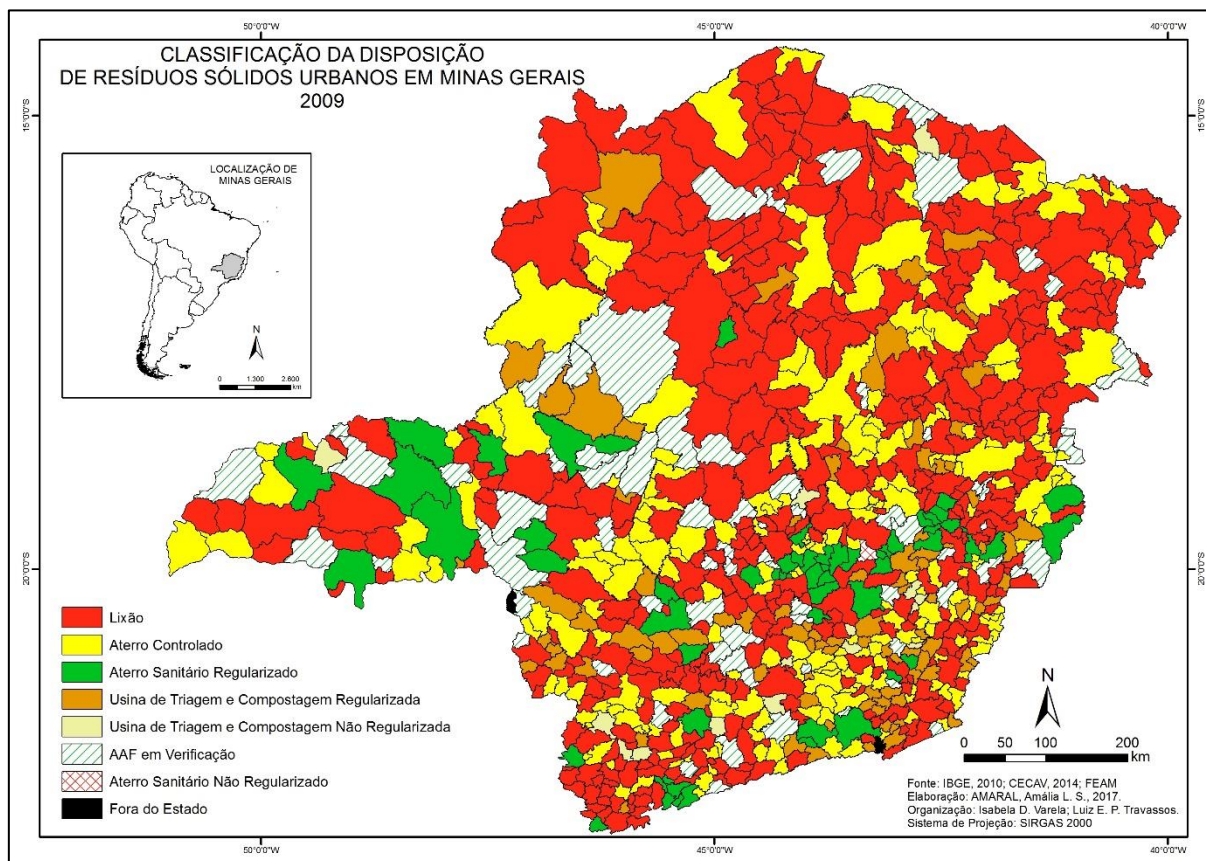 50°0'0"W
45°0'0"W
40°0'0"W
CLASSIFICAÇÃO DA DISPOSIÇÃO
DE RESÍDUOS SÓLIDOS URBANOS EM MINAS GERAIS
2009
15°0'0"S
15°0'0"S
LOCALIZAÇÃO DE
MINAS GERAIS
N
0 1.300 2.600
km
20°0'0"S
20°0'0"S
Lixão
Aterro Controlado
Aterro Sanitário Regularizado
Usina de Triagem e Compostagem Regularizada
Usina de Triagem e Compostagem Não Regularizada
AAF em Verificação
Aterro Sanitário Não Regularizado
Fora do Estado
N
0 50 100 200
km
Fonte: IBGE, 2010; CECAV, 2014; FEAM
Elaboração: AMARAL, Amália L. S., 2017.
Organização: Isabela D. Varela; Luiz E. P. Travassos.
Sistema de Projeção: SIRGAS 2000
50°0'0"W
45°0'0"W
40°0'0"W